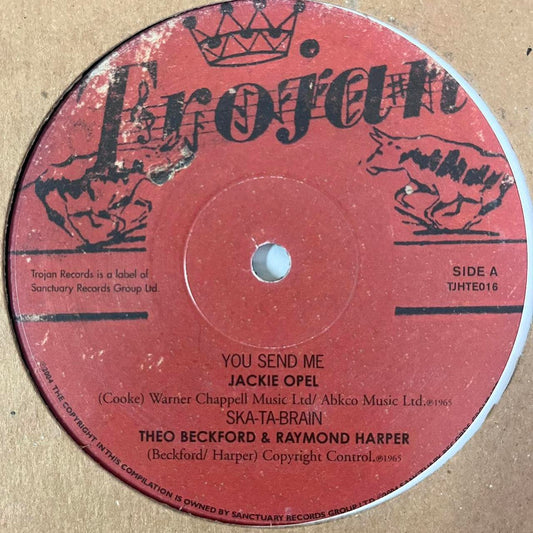 Trojan
Trojan Records is a label of
Sanctuary Records Group Ltd.
SIDE A
TJHTE016
YOU SEND ME
JACKIE OPEL
(Cooke) Warner Chappell Music Ltd/ Abkco Music Ltd.℗1965
SKA-TA-BRAIN
THEO BECKFORD & RAYMOND HARPER
(Beckford/ Harper) Copyright Control.℗1965
©2004 THE COPYRIGHT IN THIS COMPILATION IS OWNED BY SANCTUARY RECORDS GROUP LTD.